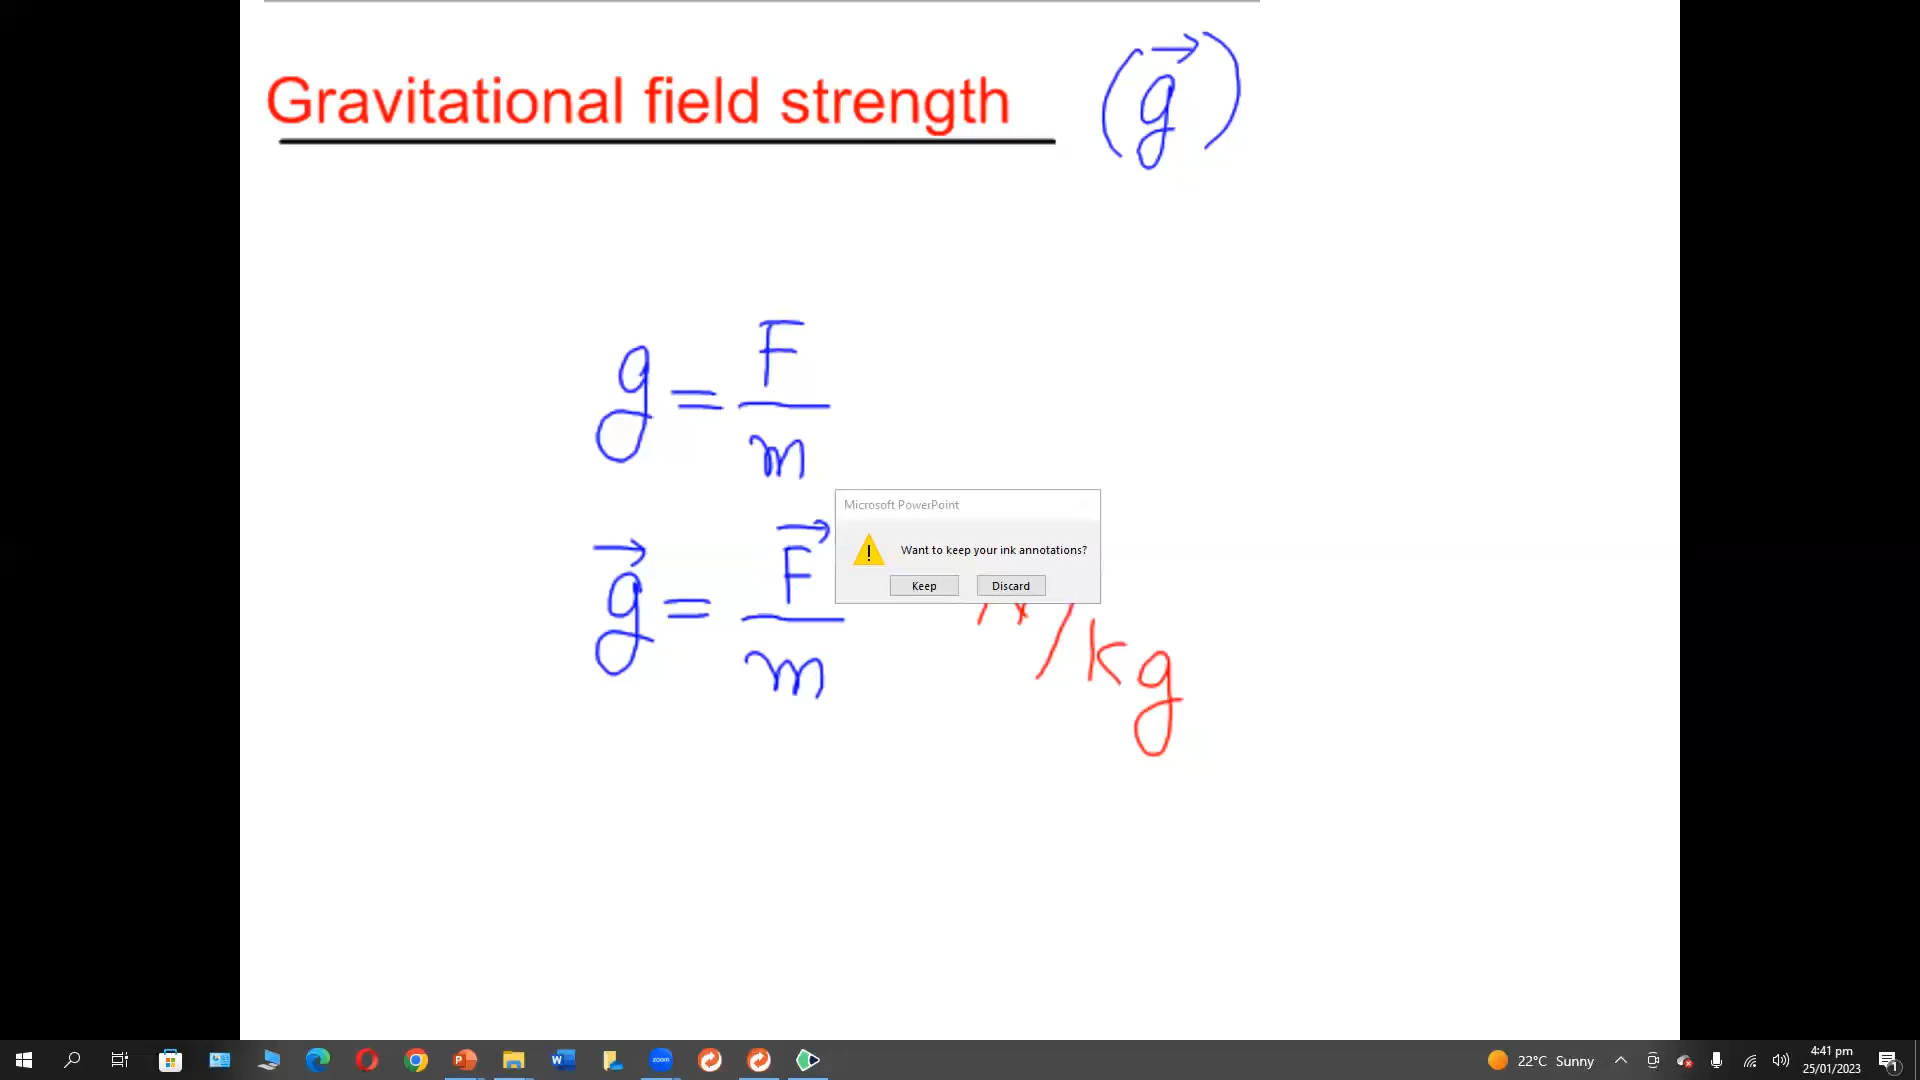 Gravitational field strength (g⃗)
g = F/m
Microsoft PowerPoint
Want to keep your ink annotations?
Keep Discard
g⃗ = F⃗/m N/kg
22°C Sunny
4:41 pm
25/01/2023